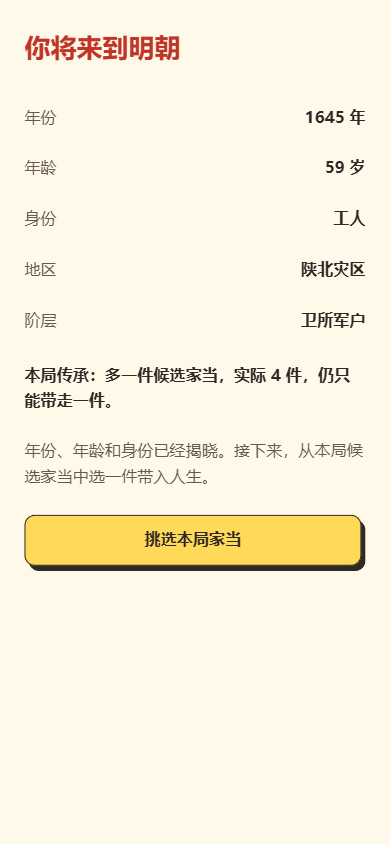 你将来到明朝
年份 1645 年
年龄 59 岁
身份 工人
地区 陕北灾区
阶层 卫所军户
本局传承：多一件候选家当，实际 4 件，仍只
能带走一件。
年份、年龄和身份已经揭晓。接下来，从本局候
选家当中选一件带入人生。
挑选本局家当